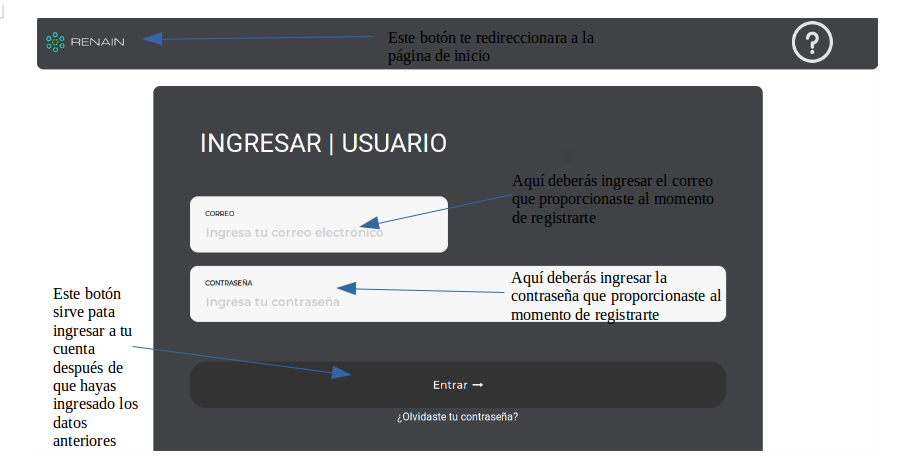 RENAIN
Este botón te redireccionara a la
página de inicio
?
INGRESAR | USUARIO
Aquí deberás ingresar el correo
que proporcionaste al momento
de registrarte
CORREO
Ingresa tu correo electrónico
CONTRASEÑA
Ingresa tu contraseña
Aquí deberás ingresar la
contraseña que proporcionaste al
momento de registrarte
Este botón
sirve pata
ingresar a tu
cuenta
después de
que hayas
ingresado los
datos
anteriores
Entrar →
¿Olvidaste tu contraseña?